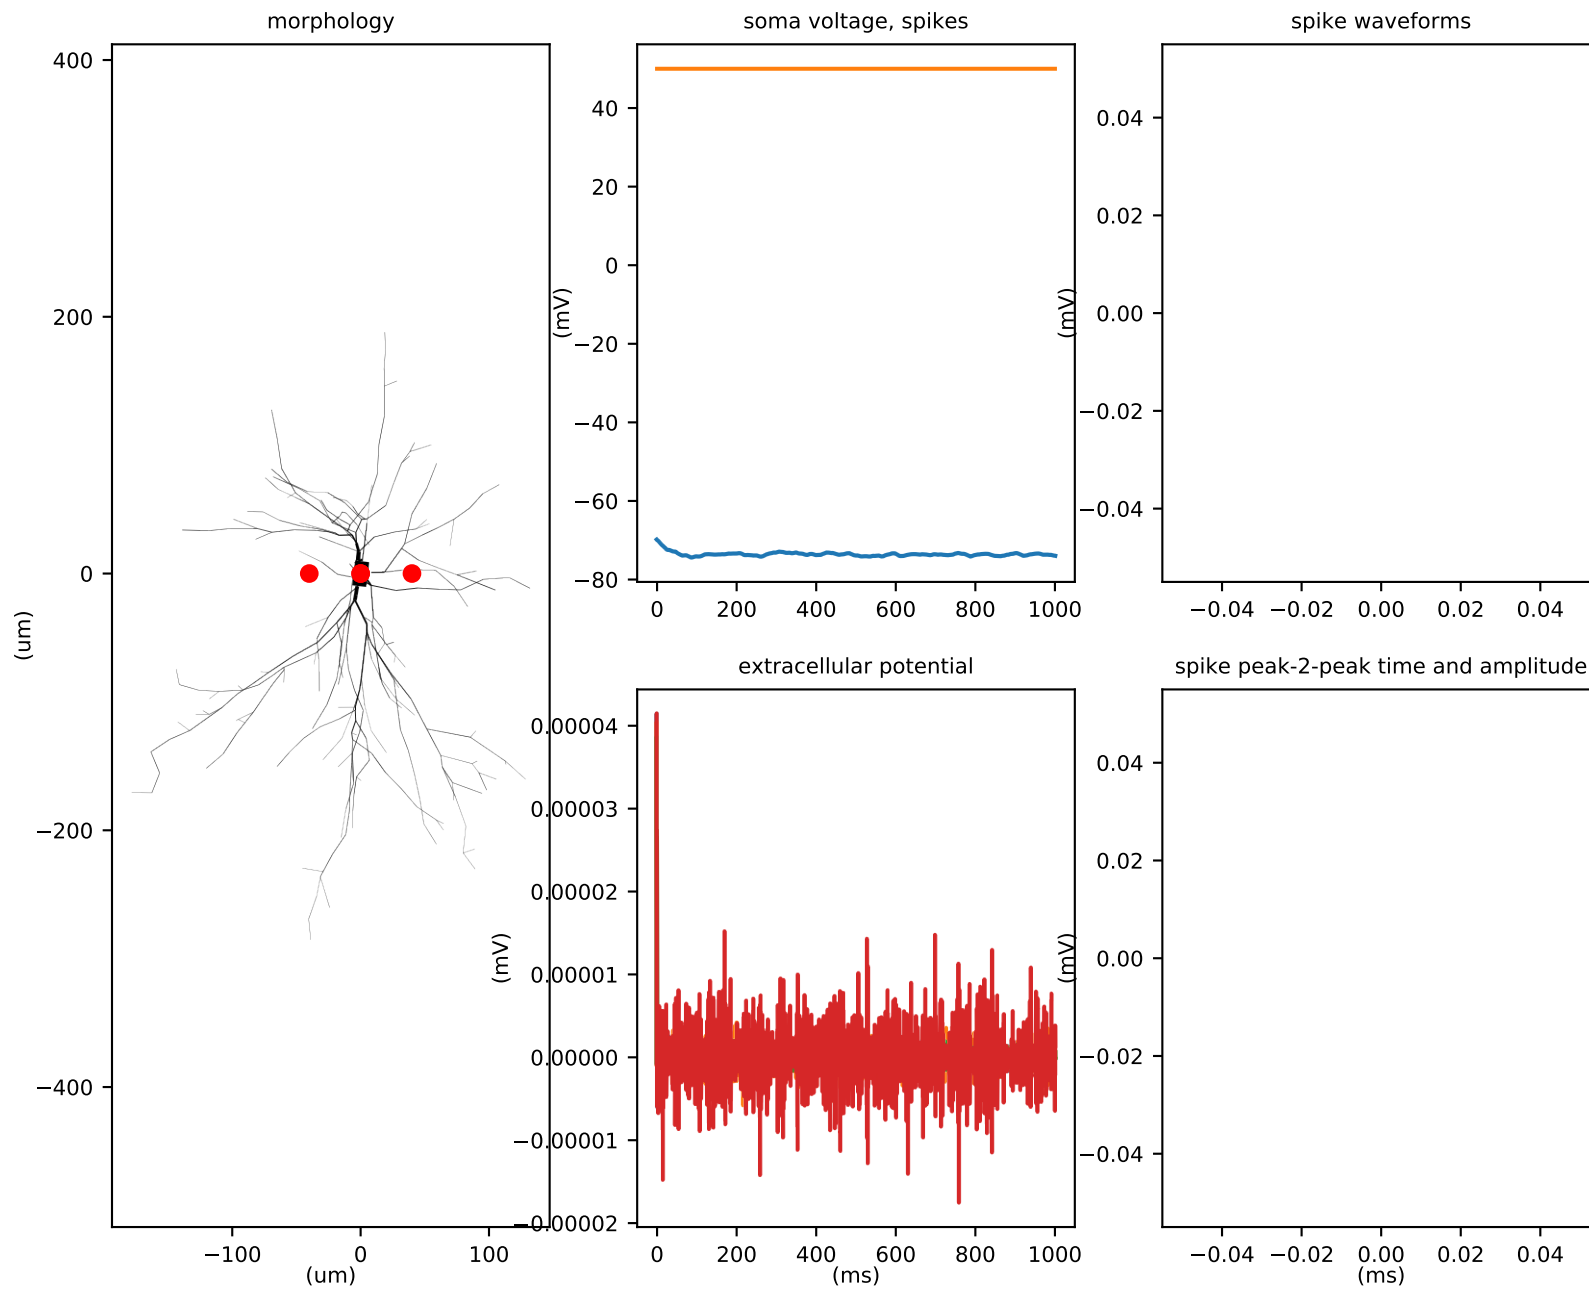 morphology
400
200
0
−200
−400
(um)
−100 0 100
(um)
soma voltage, spikes
40
20
0
−20
−40
−60
−80
(mV)
0 200 400 600 800 1000
spike waveforms
0.04
0.02
0.00
−0.02
−0.04
(mV)
−0.04 −0.02 0.00 0.02 0.04
extracellular potential
0.00004
0.00003
0.00002
0.00001
0.00000
−0.00001
−0.00002
(mV)
0 200 400 600 800 1000
(ms)
spike peak-2-peak time and amplitude
0.04
0.02
0.00
−0.02
−0.04
(mV)
−0.04 −0.02 0.00 0.02 0.04
(ms)